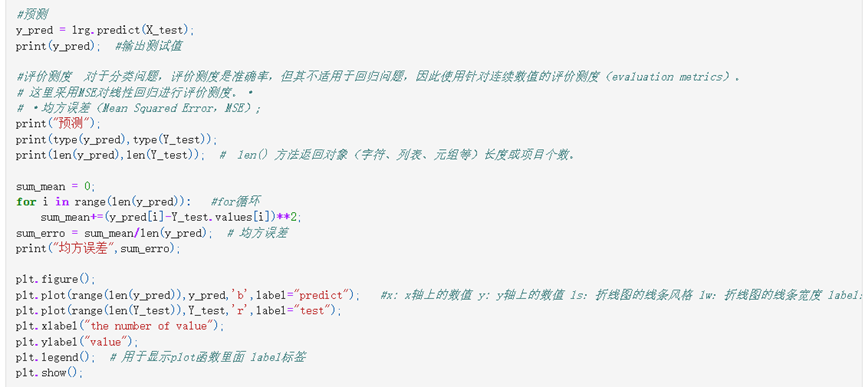 #预测
y_pred = lrg.predict(X_test);
print(y_pred);  #输出测试值
#评价测度  对于分类问题，评价测度是准确率，但其不适用于回归问题，因此使用针对连续数值的评价测度（evaluation metrics）。
# 这里采用MSE对线性回归进行评价测度。·
# ·均方误差（Mean Squared Error，MSE）;
print("预测");
print(type(y_pred),type(Y_test));
print(len(y_pred),len(Y_test));  #  len() 方法返回对象（字符、列表、元组等）长度或项目个数。
sum_mean = 0;
for i in range(len(y_pred)):   #for循环
    sum_mean+=(y_pred[i]-Y_test.values[i])**2;
sum_erro = sum_mean/len(y_pred);  # 均方误差
print("均方误差",sum_erro);
plt.figure();
plt.plot(range(len(y_pred)),y_pred,'b',label="predict");   #x: x轴上的数值 y: y轴上的数值 ls: 折线图的线条风格 lw: 折线图的线条宽度 label:
plt.plot(range(len(Y_test)),Y_test,'r',label="test");
plt.xlabel("the number of value");
plt.ylabel("value");
plt.legend();  # 用于显示plot函数里面 label标签
plt.show();